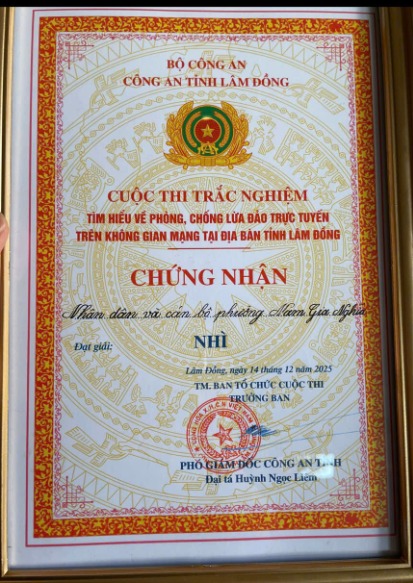 BỘ CÔNG AN
CÔNG AN TỈNH LÂM ĐỒNG
CUỘC THI TRẮC NGHIỆM
TÌM HIỂU VỀ PHÒNG, CHỐNG LỪA ĐẢO TRỰC TUYẾN
TRÊN KHÔNG GIAN MẠNG TẠI ĐỊA BÀN TỈNH LÂM ĐỒNG
CHỨNG NHẬN
Nhân dân và cán bộ phường Nam Gia Nghĩa
Đạt giải: NHÌ
Lâm Đồng, ngày 14 tháng 12 năm 2025
TM. BAN TỔ CHỨC CUỘC THI
TRƯỞNG BAN
PHÓ GIÁM ĐỐC CÔNG AN TỈNH
Đại tá Huỳnh Ngọc Liêm